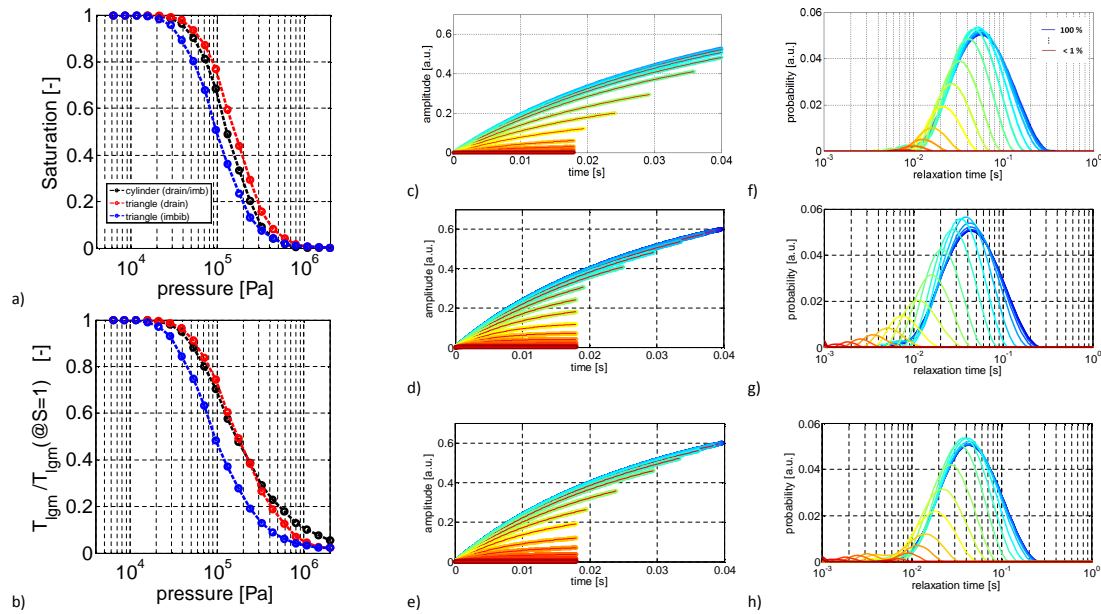 a)
Saturation [-]
1
0.8
0.6
0.4
0.2
0
cylinder (drain/imb)
triangle (drain)
triangle (imbib)
10^4 10^5 10^6
pressure [Pa]
b)
T_lgm /T_lgm(@S=1) [-]
1
0.8
0.6
0.4
0.2
0
10^4 10^5 10^6
pressure [Pa]
c)
amplitude [a.u.]
0.6
0.4
0.2
0
0 0.01 0.02 0.03 0.04
time [s]
d)
amplitude [a.u.]
0.6
0.4
0.2
0
0 0.01 0.02 0.03 0.04
time [s]
e)
amplitude [a.u.]
0.6
0.4
0.2
0
0 0.01 0.02 0.03 0.04
time [s]
f)
probability [a.u.]
0.06
0.04
0.02
0
100 %
⋮
< 1 %
10^-3 10^-2 10^-1 10^0
relaxation time [s]
g)
probability [a.u.]
0.06
0.04
0.02
0
10^-3 10^-2 10^-1 10^0
relaxation time [s]
h)
probability [a.u.]
0.06
0.04
0.02
0
10^-3 10^-2 10^-1 10^0
relaxation time [s]